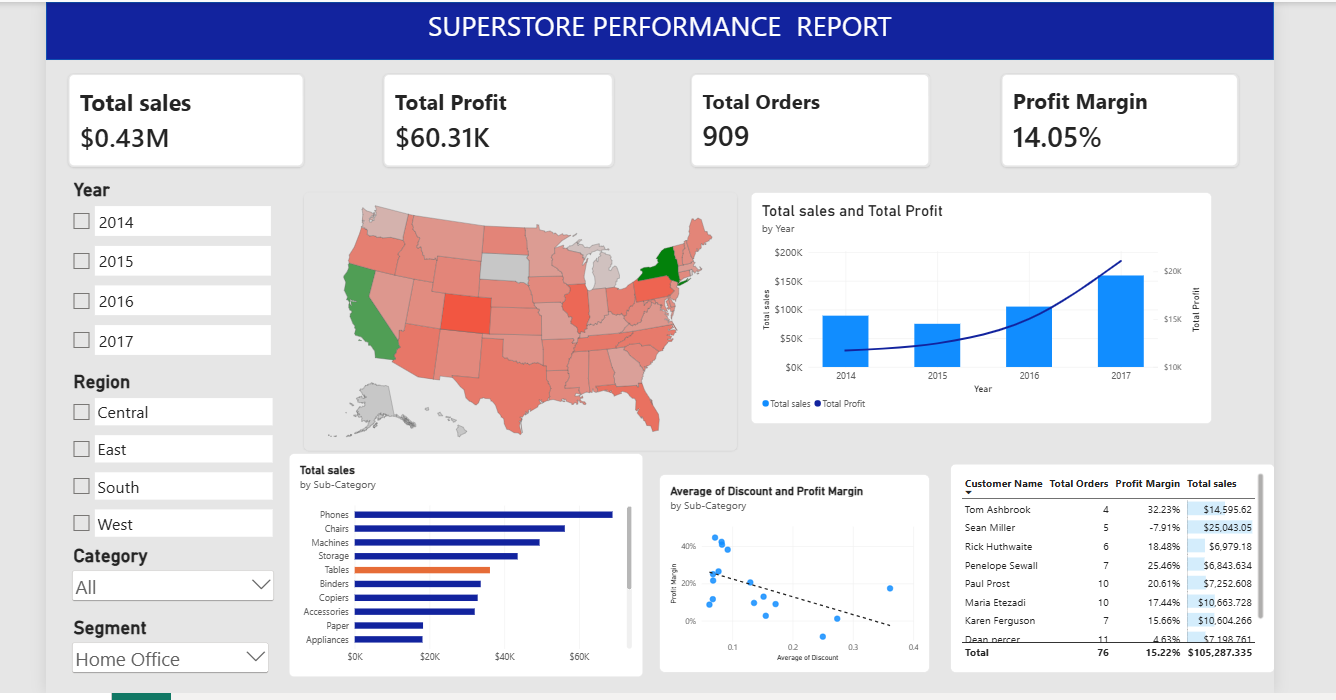 SUPERSTORE PERFORMANCE REPORT
Total sales
$0.43M
Total Profit
$60.31K
Total Orders
909
Profit Margin
14.05%
Year
2014
2015
2016
2017
Region
Central
East
South
West
Category
All
Segment
Home Office
Total sales and Total Profit
by Year
$200K
$150K
$100K
$50K
$0K
Total sales
$20K
$15K
$10K
Total Profit
2014 2015 2016 2017
Year
Total sales Total Profit
Total sales
by Sub-Category
Phones
Chairs
Machines
Storage
Tables
Binders
Copiers
Accessories
Paper
Appliances
$0K $20K $40K $60K
Average of Discount and Profit Margin
by Sub-Category
40%
20%
0%
Profit Margin
0.1 0.2 0.3 0.4
Average of Discount
Customer Name Total Orders Profit Margin Total sales
Tom Ashbrook 4 32.23% $14,595.62
Sean Miller 5 -7.91% $25,043.05
Rick Huthwaite 6 18.48% $6,979.18
Penelope Sewall 7 25.46% $6,843.634
Paul Prost 10 20.61% $7,252.608
Maria Etezadi 10 17.44% $10,663.728
Karen Ferguson 7 15.66% $10,604.266
Dean percer 11 4.63% $7,198.761
Total 76 15.22% $105,287.335